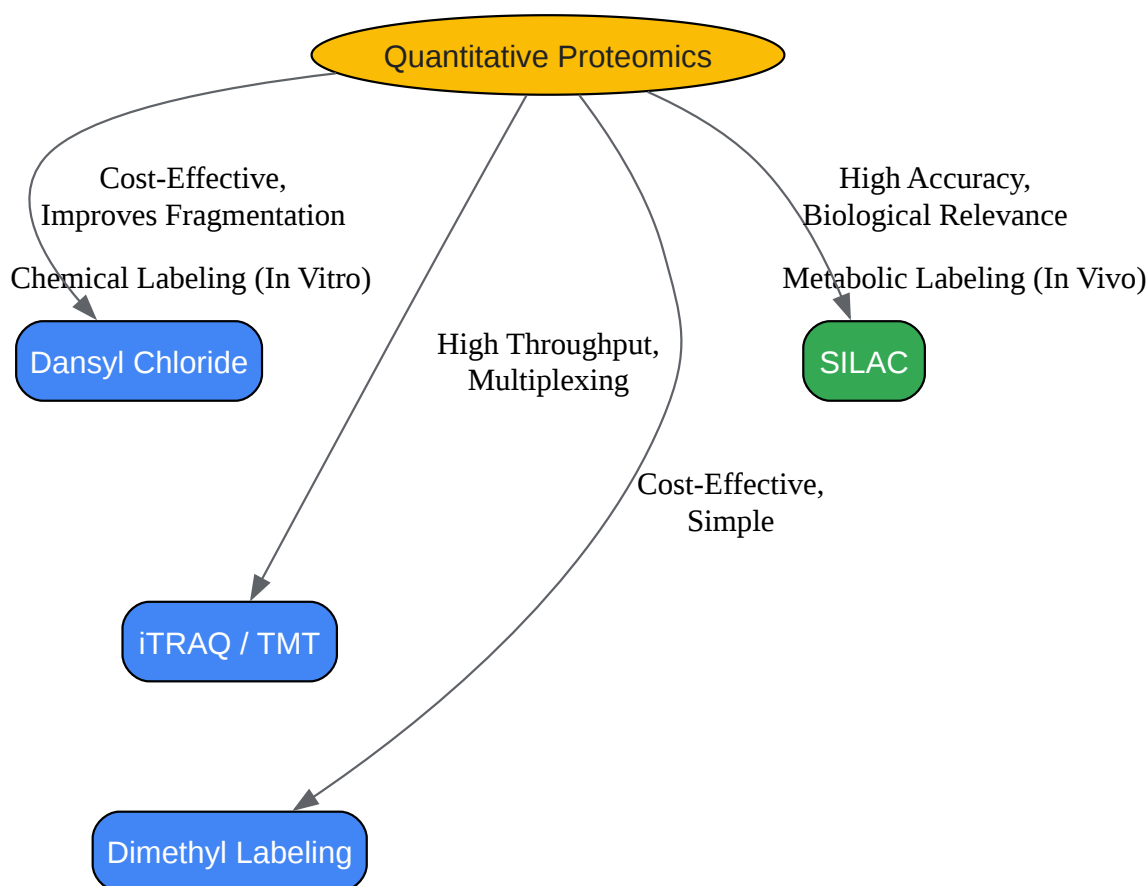 Quantitative Proteomics
Cost-Effective,
Improves Fragmentation
High Accuracy,
Biological Relevance
Chemical Labeling (In Vitro)
Metabolic Labeling (In Vivo)
Dansyl Chloride
High Throughput,
Multiplexing
SILAC
Cost-Effective,
Simple
iTRAQ / TMT
Dimethyl Labeling